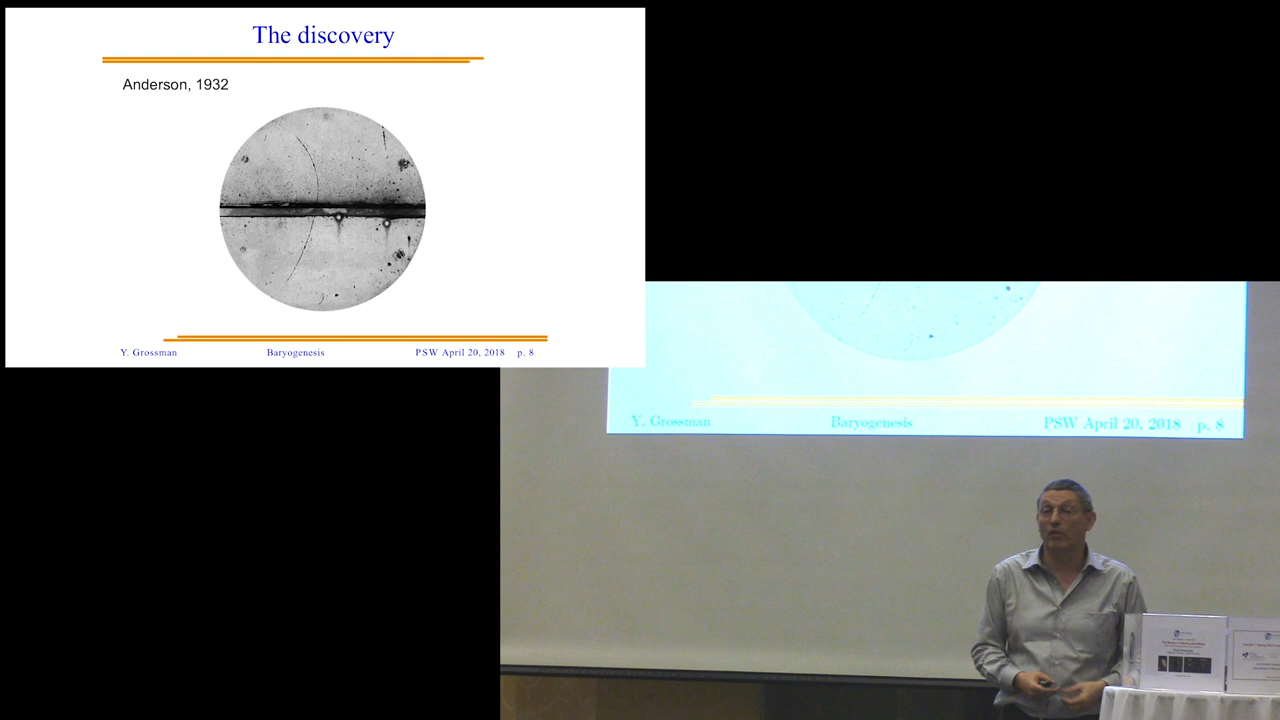 The discovery
Anderson, 1932
Y. Grossman Baryogenesis PSW April 20, 2018 p. 8
Y. Grossman Baryogenesis PSW April 20, 2018 p. 8